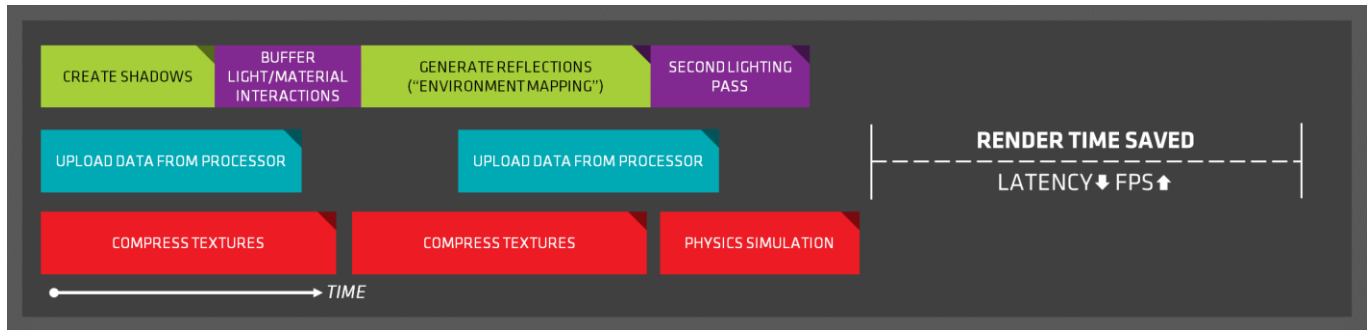 CREATE SHADOWS
BUFFER
LIGHT/MATERIAL
INTERACTIONS
GENERATE REFLECTIONS
("ENVIRONMENT MAPPING")
SECOND LIGHTING
PASS
UPLOAD DATA FROM PROCESSOR
UPLOAD DATA FROM PROCESSOR
RENDER TIME SAVED
LATENCY⬇ FPS⬆
COMPRESS TEXTURES
COMPRESS TEXTURES
PHYSICS SIMULATION
TIME